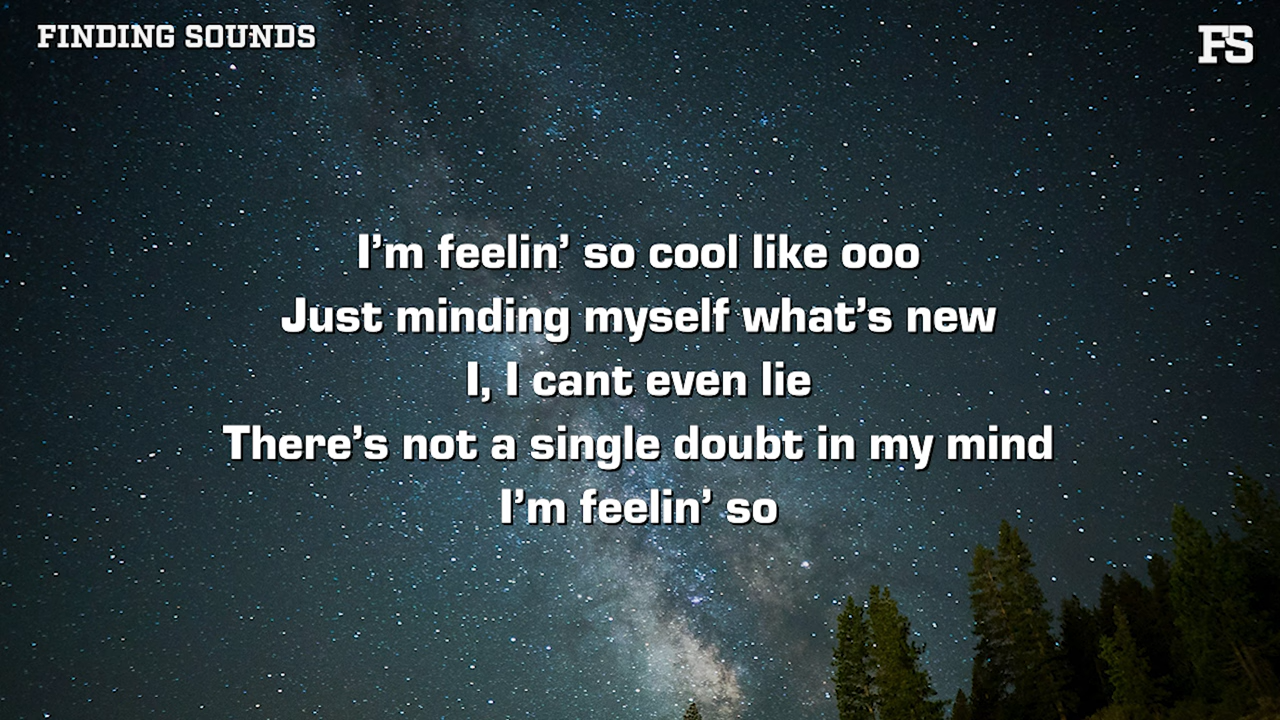 FINDING SOUNDS
FS
I'm feelin' so cool like ooo
Just minding myself what's new
I, I cant even lie
There's not a single doubt in my mind
I'm feelin' so